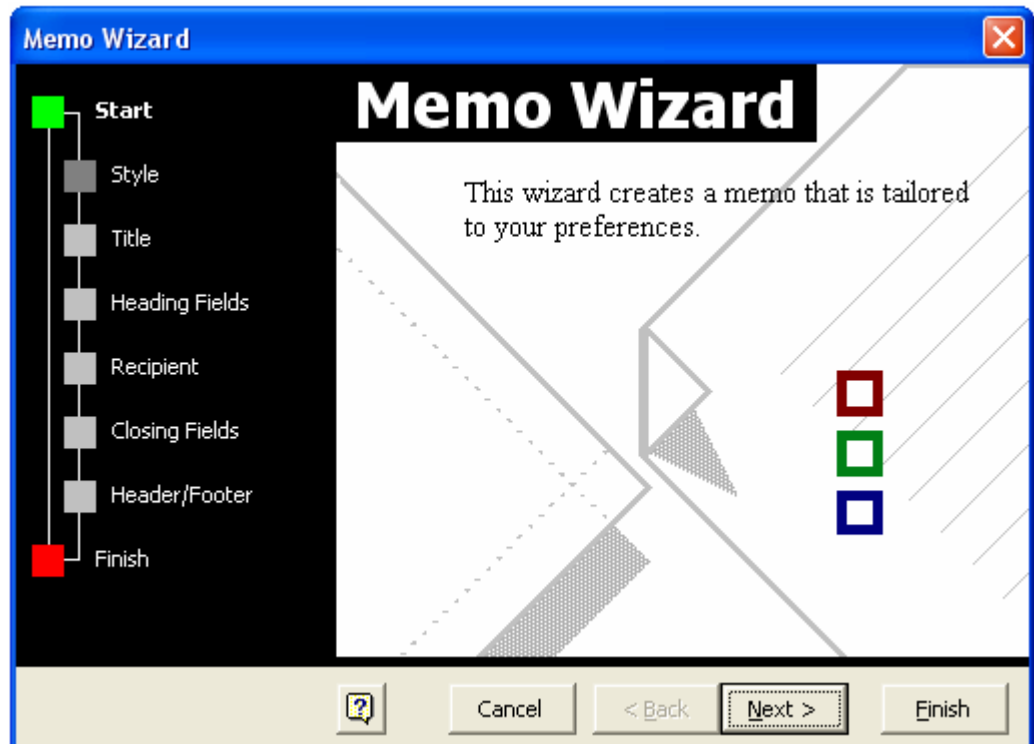 Memo Wizard
Start
Style
Title
Heading Fields
Recipient
Closing Fields
Header/Footer
Finish
Memo Wizard
This wizard creates a memo that is tailored
to your preferences.
? Cancel < Back Next > Finish